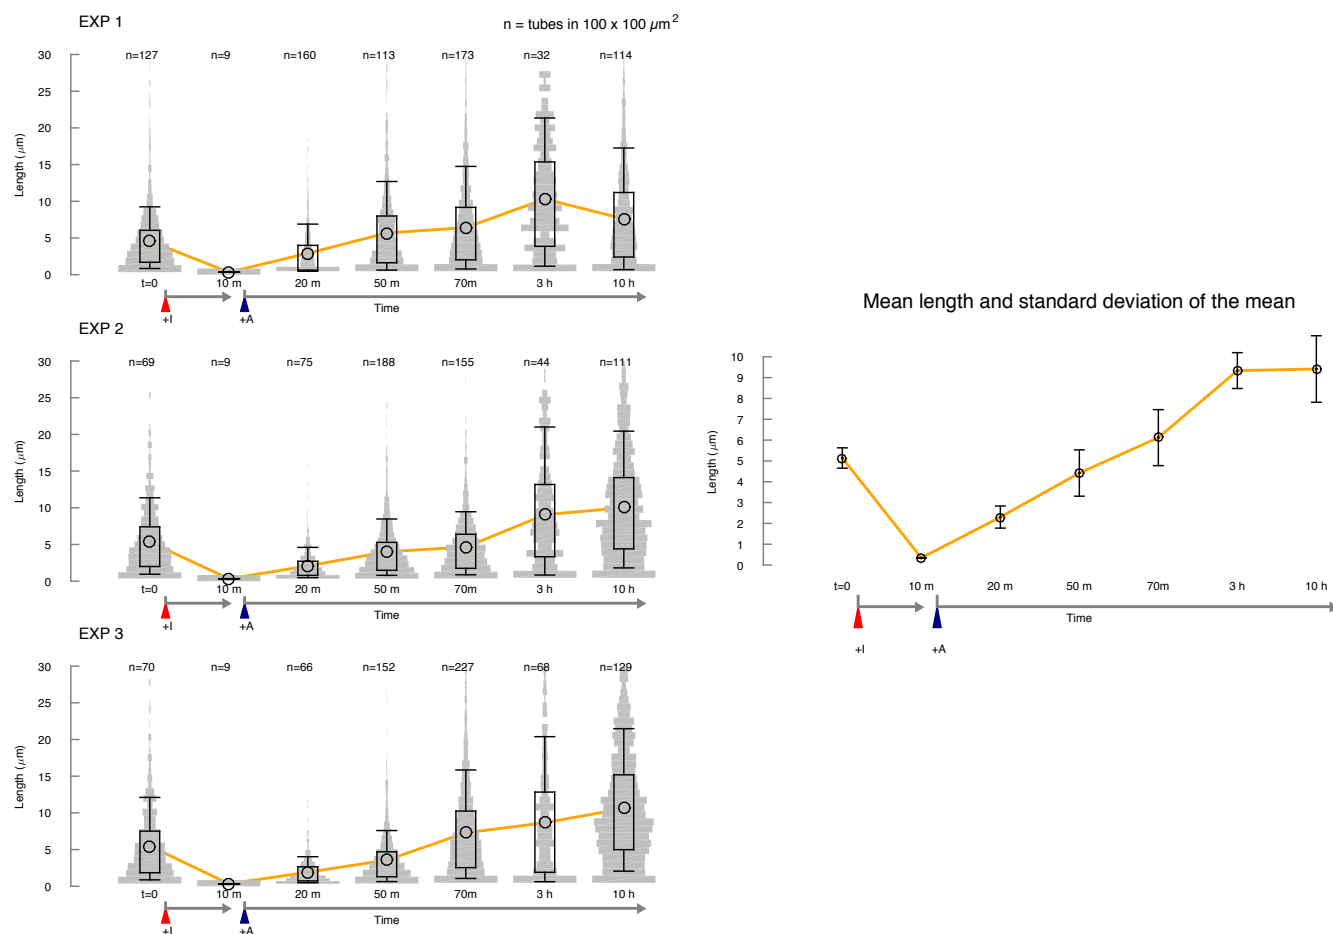 EXP 1
n = tubes in 100 x 100 µm²
n=127 n=9 n=160 n=113 n=173 n=32 n=114
30
25
20
15
10
5
0
Length (µm)
t=0 10 m 20 m 50 m 70m 3 h 10 h
+I +A Time
EXP 2
n=69 n=9 n=75 n=188 n=155 n=44 n=111
30
25
20
15
10
5
0
Length (µm)
t=0 10 m 20 m 50 m 70m 3 h 10 h
+I +A Time
EXP 3
n=70 n=9 n=66 n=152 n=227 n=68 n=129
30
25
20
15
10
5
0
Length (µm)
t=0 10 m 20 m 50 m 70m 3 h 10 h
+I +A Time
Mean length and standard deviation of the mean
10
9
8
7
6
5
4
3
2
1
0
Length (µm)
t=0 10 m 20 m 50 m 70m 3 h 10 h
Time
+I +A